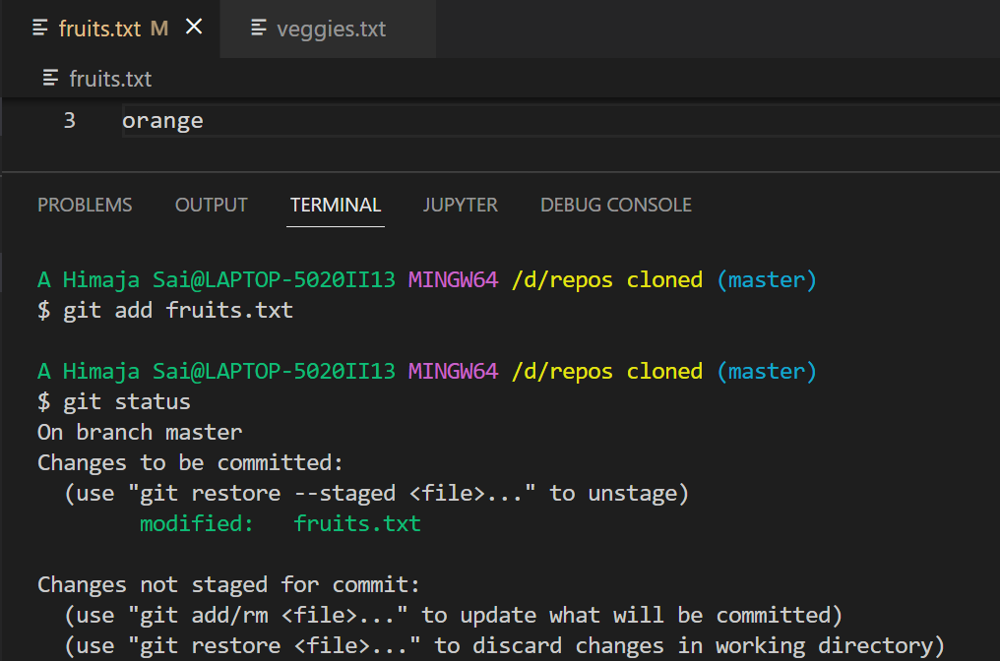 fruits.txt M × veggies.txt
fruits.txt
3 orange
PROBLEMS OUTPUT TERMINAL JUPYTER DEBUG CONSOLE
A Himaja Sai@LAPTOP-5020II13 MINGW64 /d/repos cloned (master)
$ git add fruits.txt
A Himaja Sai@LAPTOP-5020II13 MINGW64 /d/repos cloned (master)
$ git status
On branch master
Changes to be committed:
(use "git restore --staged <file>..." to unstage)
modified: fruits.txt
Changes not staged for commit:
(use "git add/rm <file>..." to update what will be committed)
(use "git restore <file>..." to discard changes in working directory)